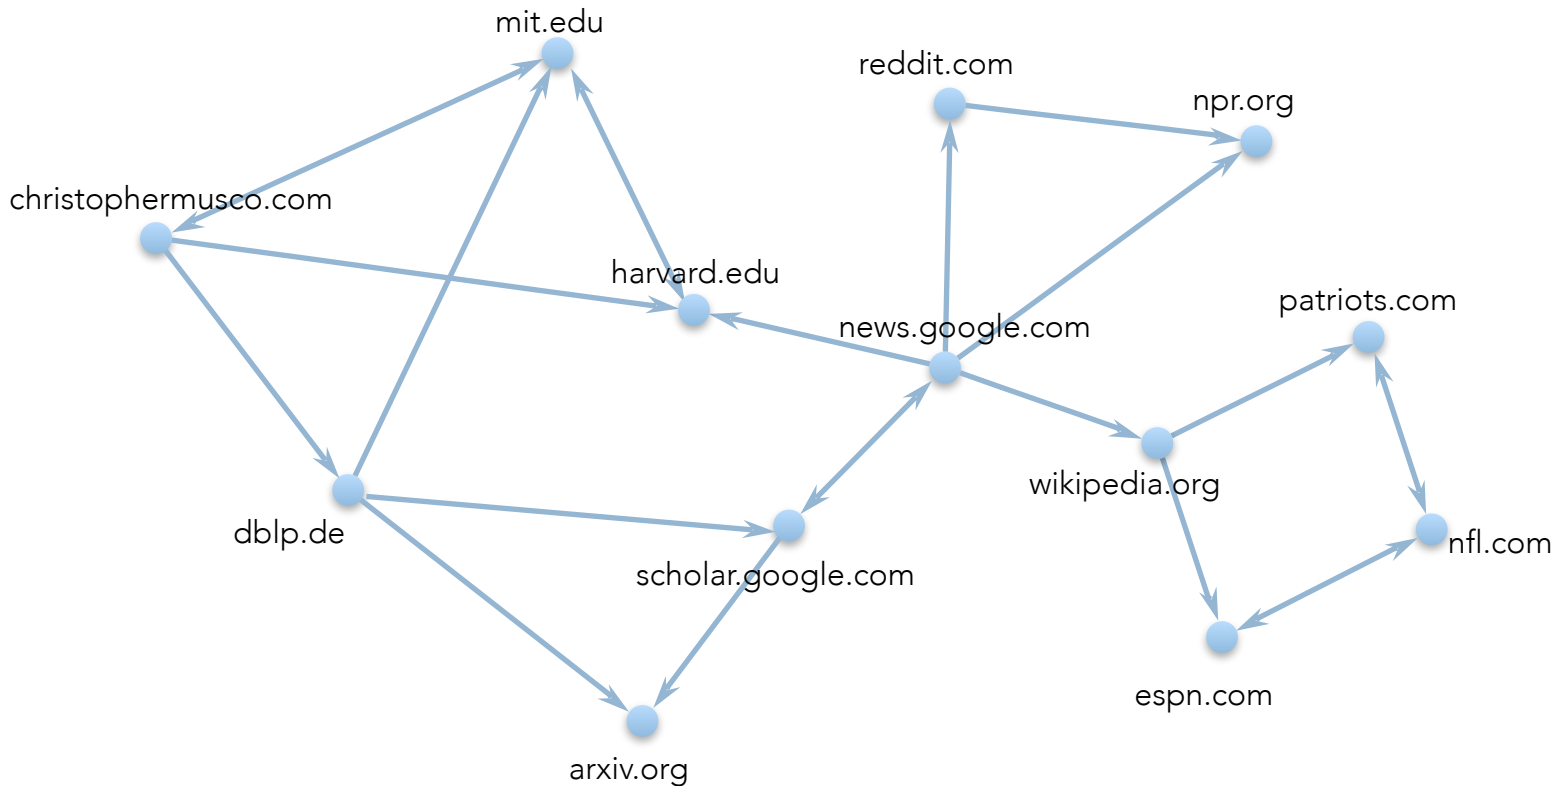 mit.edu
reddit.com
npr.org
christophermusco.com
harvard.edu
patriots.com
news.google.com
wikipedia.org
dblp.de
nfl.com
scholar.google.com
espn.com
arxiv.org